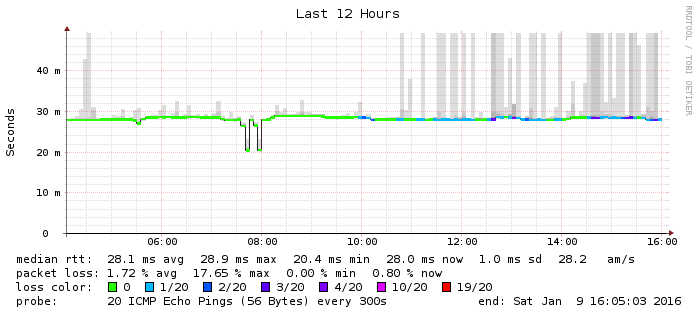 Last 12 Hours
RRDTOOL / TOBI OETIKER
Seconds
40 m
30 m
20 m
10 m
0
06:00 08:00 10:00 12:00 14:00 16:00
median rtt: 28.1 ms avg 28.9 ms max 20.4 ms min 28.0 ms now 1.0 ms sd 28.2 am/s
packet loss: 1.72 % avg 17.65 % max 0.00 % min 0.80 % now
loss color: 0 1/20 2/20 3/20 4/20 10/20 19/20
probe: 20 ICMP Echo Pings (56 Bytes) every 300s end: Sat Jan 9 16:05:03 2016